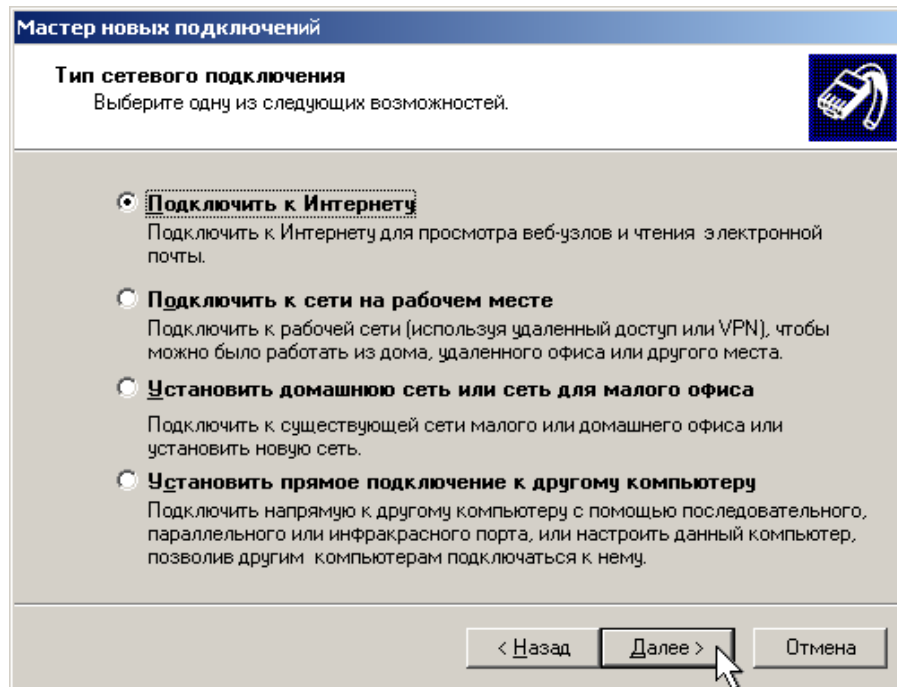 Мастер новых подключений
Тип сетевого подключения
Выберите одну из следующих возможностей.
Подключить к Интернету
Подключить к Интернету для просмотра веб-узлов и чтения электронной
почты.
Подключить к сети на рабочем месте
Подключить к рабочей сети (используя удаленный доступ или VPN), чтобы
можно было работать из дома, удаленного офиса или другого места.
Установить домашнюю сеть или сеть для малого офиса
Подключить к существующей сети малого или домашнего офиса или
установить новую сеть.
Установить прямое подключение к другому компьютеру
Подключить напрямую к другому компьютеру с помощью последовательного,
параллельного или инфракрасного порта, или настроить данный компьютер,
позволив другим компьютерам подключаться к нему.
< Назад Далее > Отмена